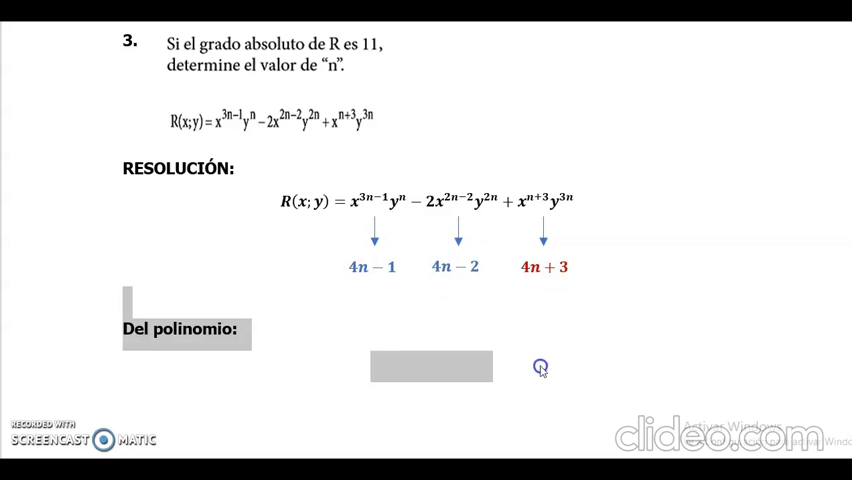 3. Si el grado absoluto de R es 11,
determine el valor de “n”.
R(x;y) = x^{3n−1}y^{n} − 2x^{2n−2}y^{2n} + x^{n+3}y^{3n}
RESOLUCIÓN:
R(x; y) = x^{3n−1}y^{n} − 2x^{2n−2}y^{2n} + x^{n+3}y^{3n}
4n − 1 4n − 2 4n + 3
Del polinomio:
RECORDED WITH
SCREENCAST MATIC
Activar Windows
clideo.com